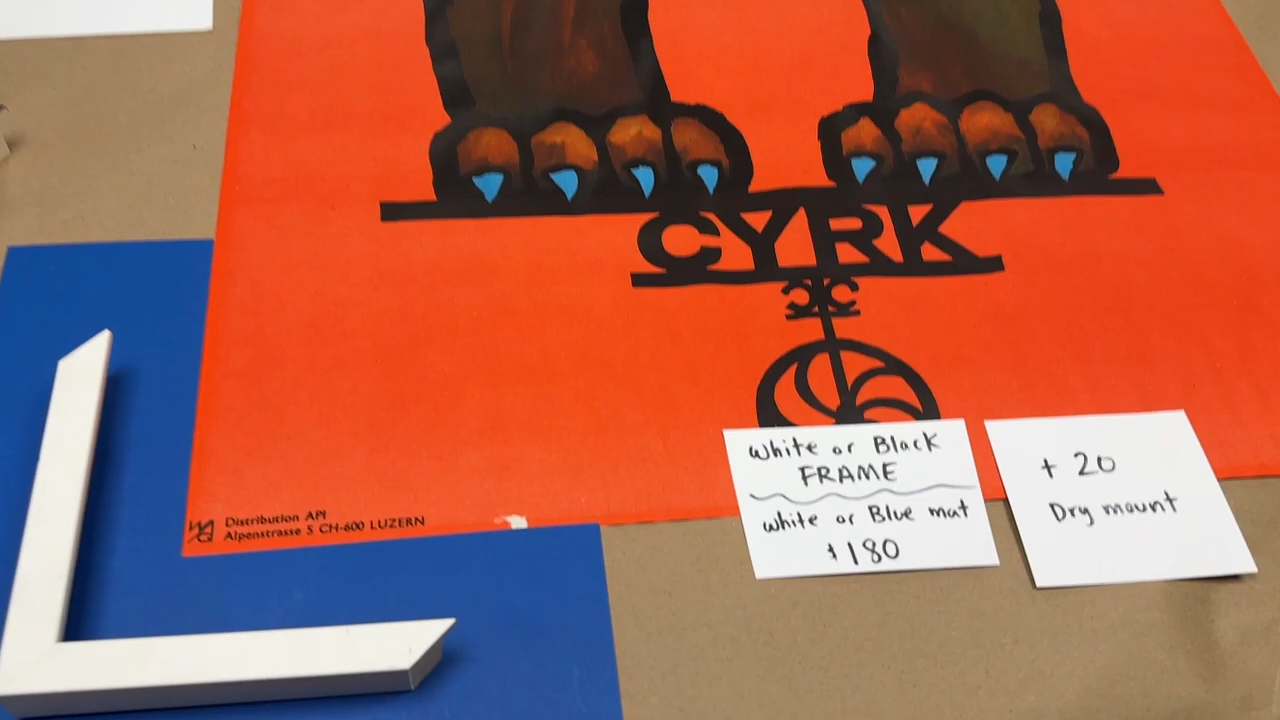 CYRK
Distribution API
Alpenstrasse 5 CH-600 LUZERN
White or Black
FRAME
white or Blue mat
$180
+ 20
Dry mount